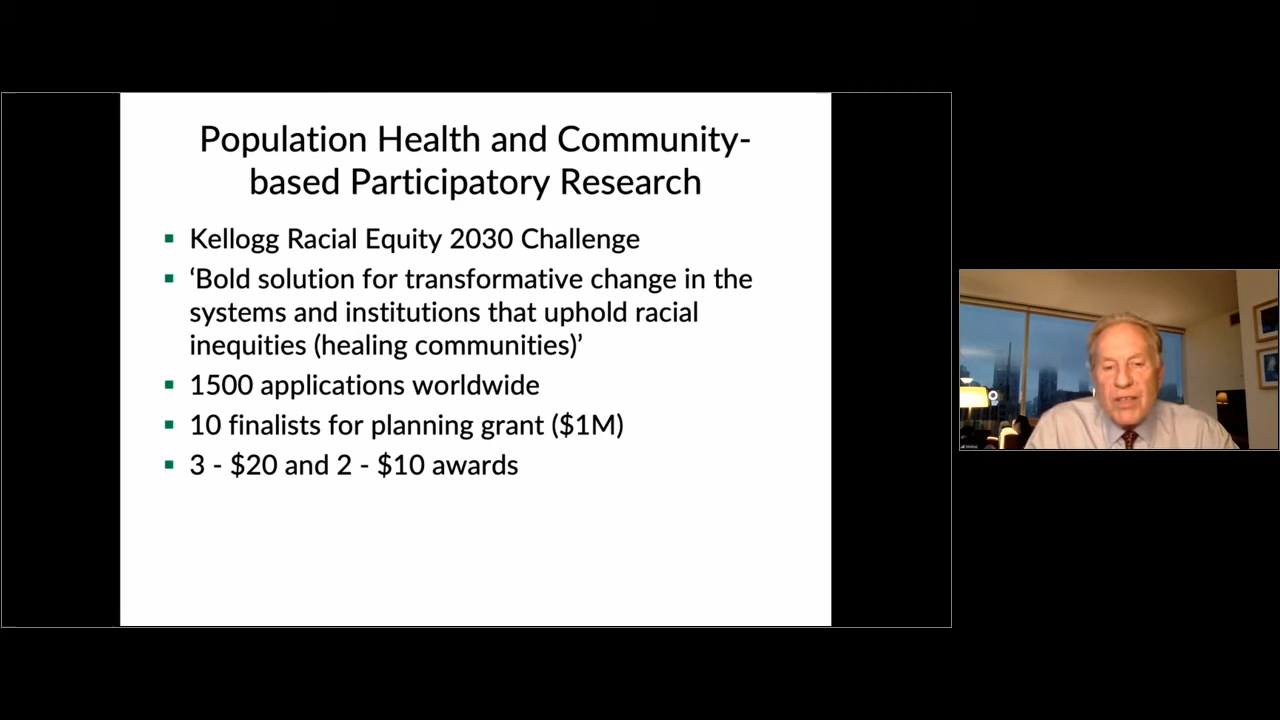 Population Health and Community-
based Participatory Research
Kellogg Racial Equity 2030 Challenge
‘Bold solution for transformative change in the
systems and institutions that uphold racial
inequities (healing communities)’
1500 applications worldwide
10 finalists for planning grant ($1M)
3 - $20 and 2 - $10 awards